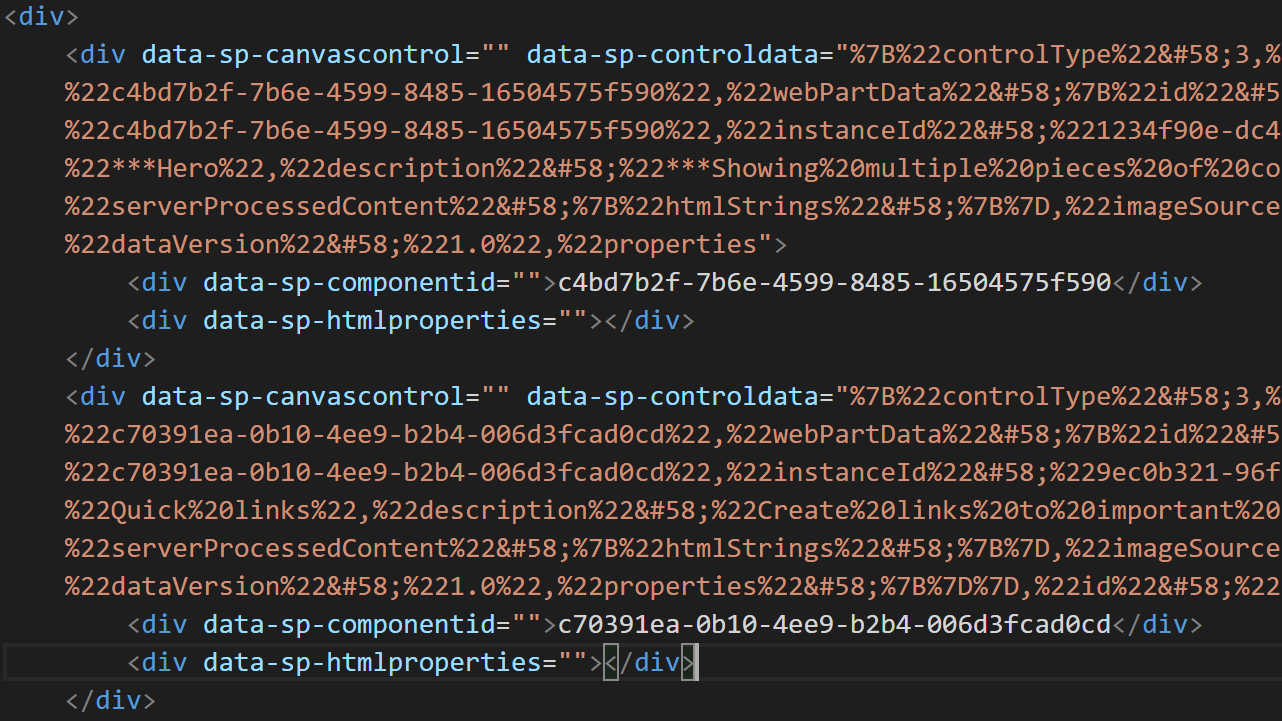 <div>
<div data-sp-canvascontrol="" data-sp-controldata="%7B%22controlType%22&#58;3,%
%22c4bd7b2f-7b6e-4599-8485-16504575f590%22,%22webPartData%22&#58;%7B%22id%22&#5
%22c4bd7b2f-7b6e-4599-8485-16504575f590%22,%22instanceId%22&#58;%221234f90e-dc4
%22***Hero%22,%22description%22&#58;%22***Showing%20multiple%20pieces%20of%20co
%22serverProcessedContent%22&#58;%7B%22htmlStrings%22&#58;%7B%7D,%22imageSource
%22dataVersion%22&#58;%221.0%22,%22properties">
<div data-sp-componentid="">c4bd7b2f-7b6e-4599-8485-16504575f590</div>
<div data-sp-htmlproperties=""></div>
</div>
<div data-sp-canvascontrol="" data-sp-controldata="%7B%22controlType%22&#58;3,%
%22c70391ea-0b10-4ee9-b2b4-006d3fcad0cd%22,%22webPartData%22&#58;%7B%22id%22&#5
%22c70391ea-0b10-4ee9-b2b4-006d3fcad0cd%22,%22instanceId%22&#58;%229ec0b321-96f
%22Quick%20links%22,%22description%22&#58;%22Create%20links%20to%20important%20
%22serverProcessedContent%22&#58;%7B%22htmlStrings%22&#58;%7B%7D,%22imageSource
%22dataVersion%22&#58;%221.0%22,%22properties%22&#58;%7B%7D%7D,%22id%22&#58;%22
<div data-sp-componentid="">c70391ea-0b10-4ee9-b2b4-006d3fcad0cd</div>
<div data-sp-htmlproperties=""></div>
</div>